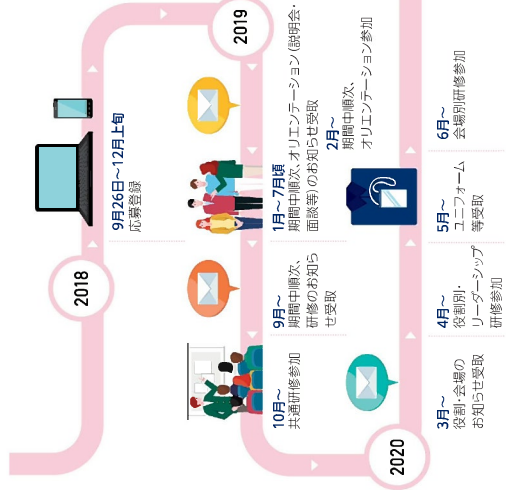 2018
9月26日〜12月上旬
応募登録
2019
1月〜7月頃
期間中順次、オリエンテーション（説明会・
面談等）のお知らせ受取
2月〜
期間中順次、
オリエンテーション参加
9月〜
期間中順次、
研修のお知ら
せ受取
10月〜
共通研修参加
2020
3月〜
役割・会場の
お知らせ受取
4月〜
役割別・
リーダーシップ
研修参加
5月〜
ユニフォーム
等受取
6月〜
会場別研修参加